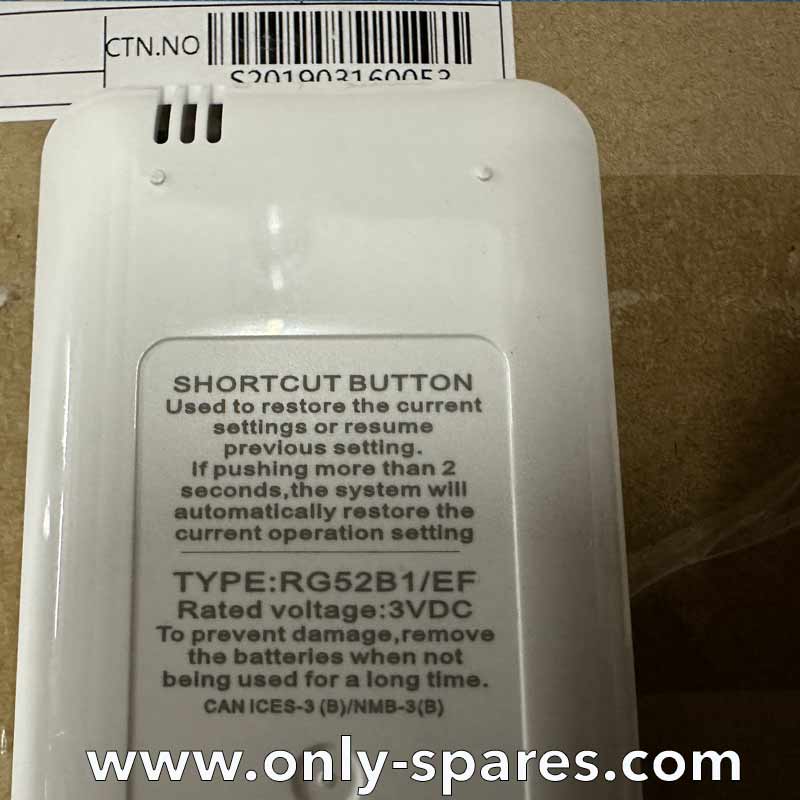 CTN.NO
S201903160053
SHORTCUT BUTTON
Used to restore the current
settings or resume
previous setting.
If pushing more than 2
seconds,the system will
automatically restore the
current operation setting
TYPE:RG52B1/EF
Rated voltage:3VDC
To prevent damage,remove
the batteries when not
being used for a long time.
CAN ICES-3 (B)/NMB-3(B)
www.only-spares.com